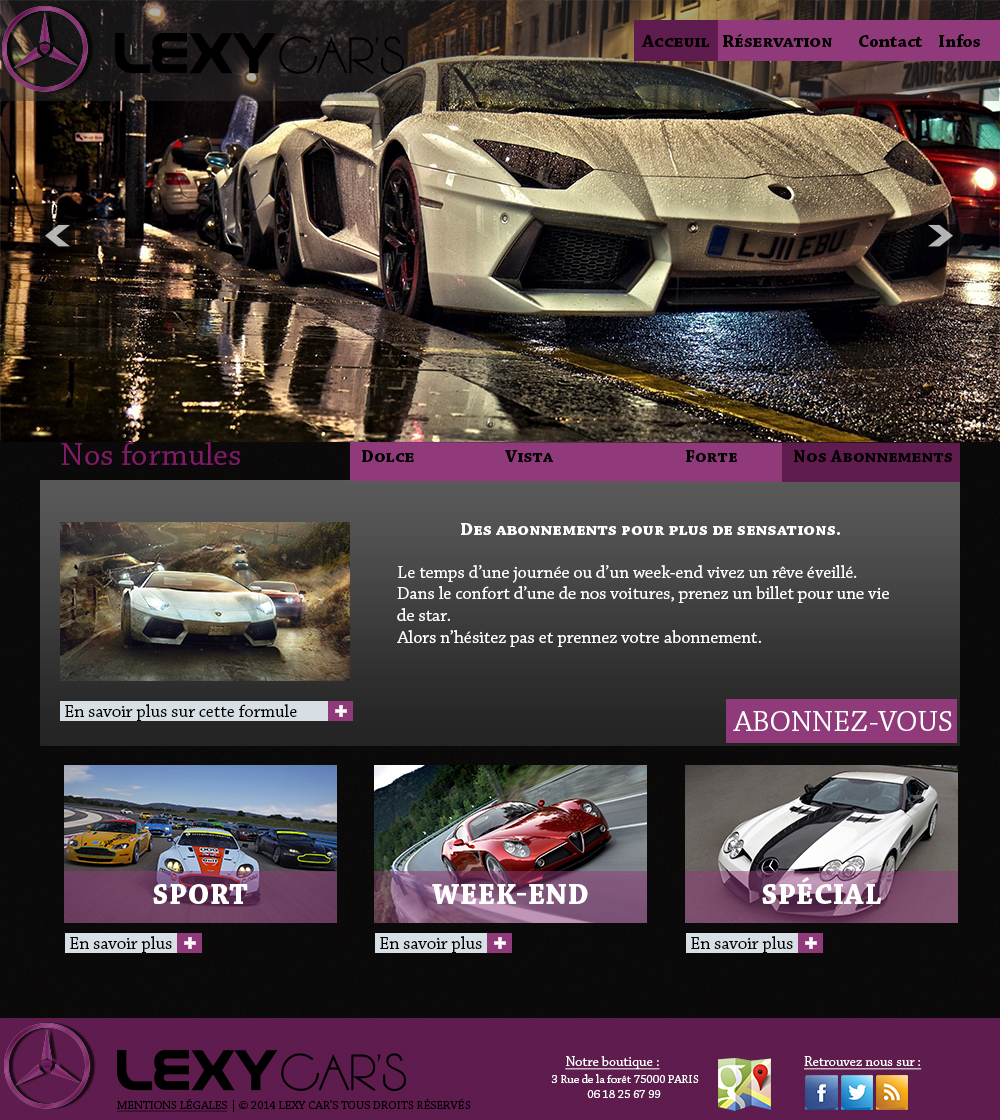 LEXY CAR'S
Acceuil Réservation Contact Infos
ZADIG & VOL
LJ11 EBU
Nos formules
Dolce Vista Forte Nos Abonnements
Des abonnements pour plus de sensations.
Le temps d'une journée ou d'un week-end vivez un rêve éveillé.
Dans le confort d'une de nos voitures, prenez un billet pour une vie
de star.
Alors n'hésitez pas et prennez votre abonnement.
En savoir plus sur cette formule
ABONNEZ-VOUS
SPORT
WEEK-END
SPÉCIAL
En savoir plus
En savoir plus
En savoir plus
LEXY CAR'S
MENTIONS LÉGALES | © 2014 LEXY CAR'S TOUS DROITS RÉSERVÉS
Notre boutique :
3 Rue de la forêt 75000 PARIS
06 18 25 67 99
Retrouvez nous sur :